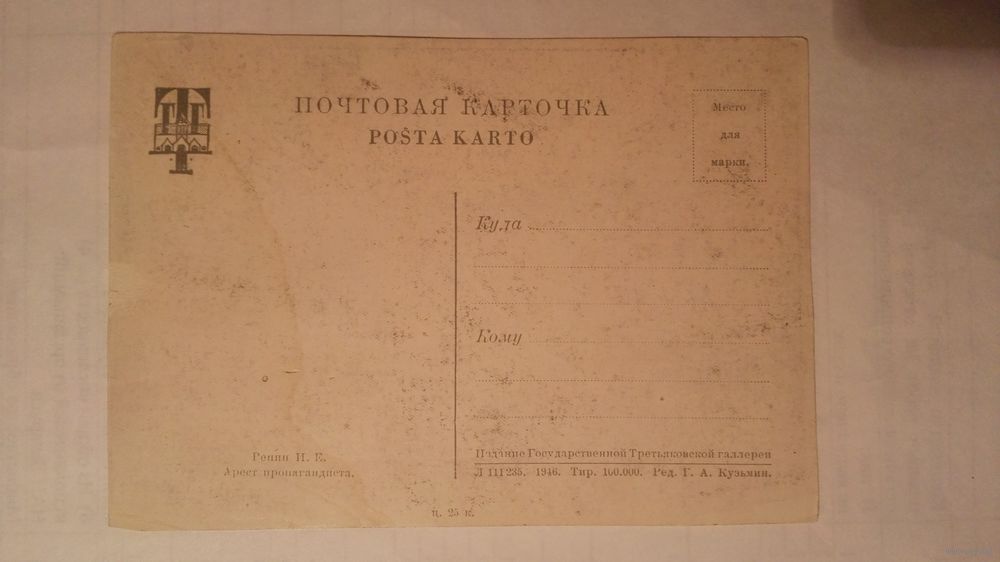 ПОЧТОВАЯ КАРТОЧКА
POŜTA KARTO
Место
для
марки.
Куда
Кому
Репин И. Е.
Арест пропагандиста.
Издание Государственной Третьяковской галлереи
Л 111235. 1946. Тир. 100.000. Ред. Г. А. Кузьмин.
ц. 25 к.